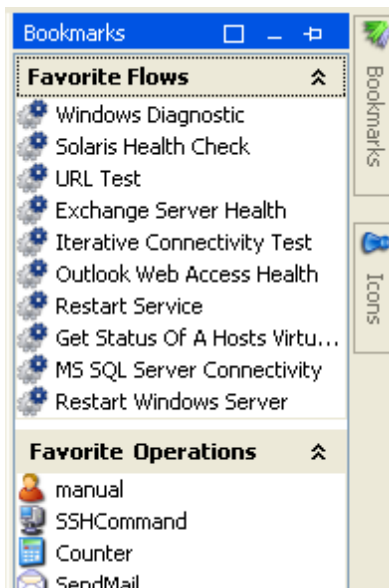 Bookmarks
Favorite Flows
Windows Diagnostic
Solaris Health Check
URL Test
Exchange Server Health
Iterative Connectivity Test
Outlook Web Access Health
Restart Service
Get Status Of A Hosts Virtu...
MS SQL Server Connectivity
Restart Windows Server
Favorite Operations
manual
SSHCommand
Counter
SendMail
Bookmarks
Icons